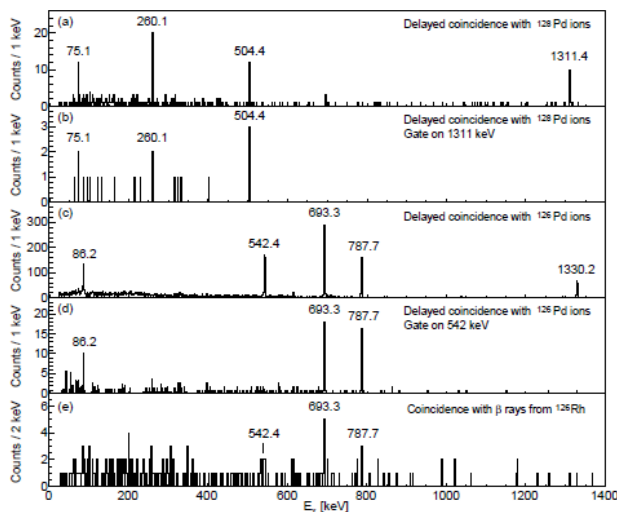 (a) Delayed coincidence with ¹²⁸Pd ions
260.1
75.1
504.4
1311.4
20
10
0
Counts / 1 keV
(b) Delayed coincidence with ¹²⁸Pd ions
Gate on 1311 keV
504.4
75.1
260.1
3
2
1
0
Counts / 1 keV
(c) Delayed coincidence with ¹²⁶Pd ions
693.3
542.4
787.7
86.2
1330.2
300
200
100
0
Counts / 1 keV
(d) Delayed coincidence with ¹²⁶Pd ions
Gate on 542 keV
693.3
787.7
86.2
20
15
10
5
0
Counts / 1 keV
(e) Coincidence with β rays from ¹²⁶Rh
693.3
542.4
787.7
6
4
2
0
Counts / 2 keV
0 200 400 600 800 1000 1200 1400
Eγ [keV]